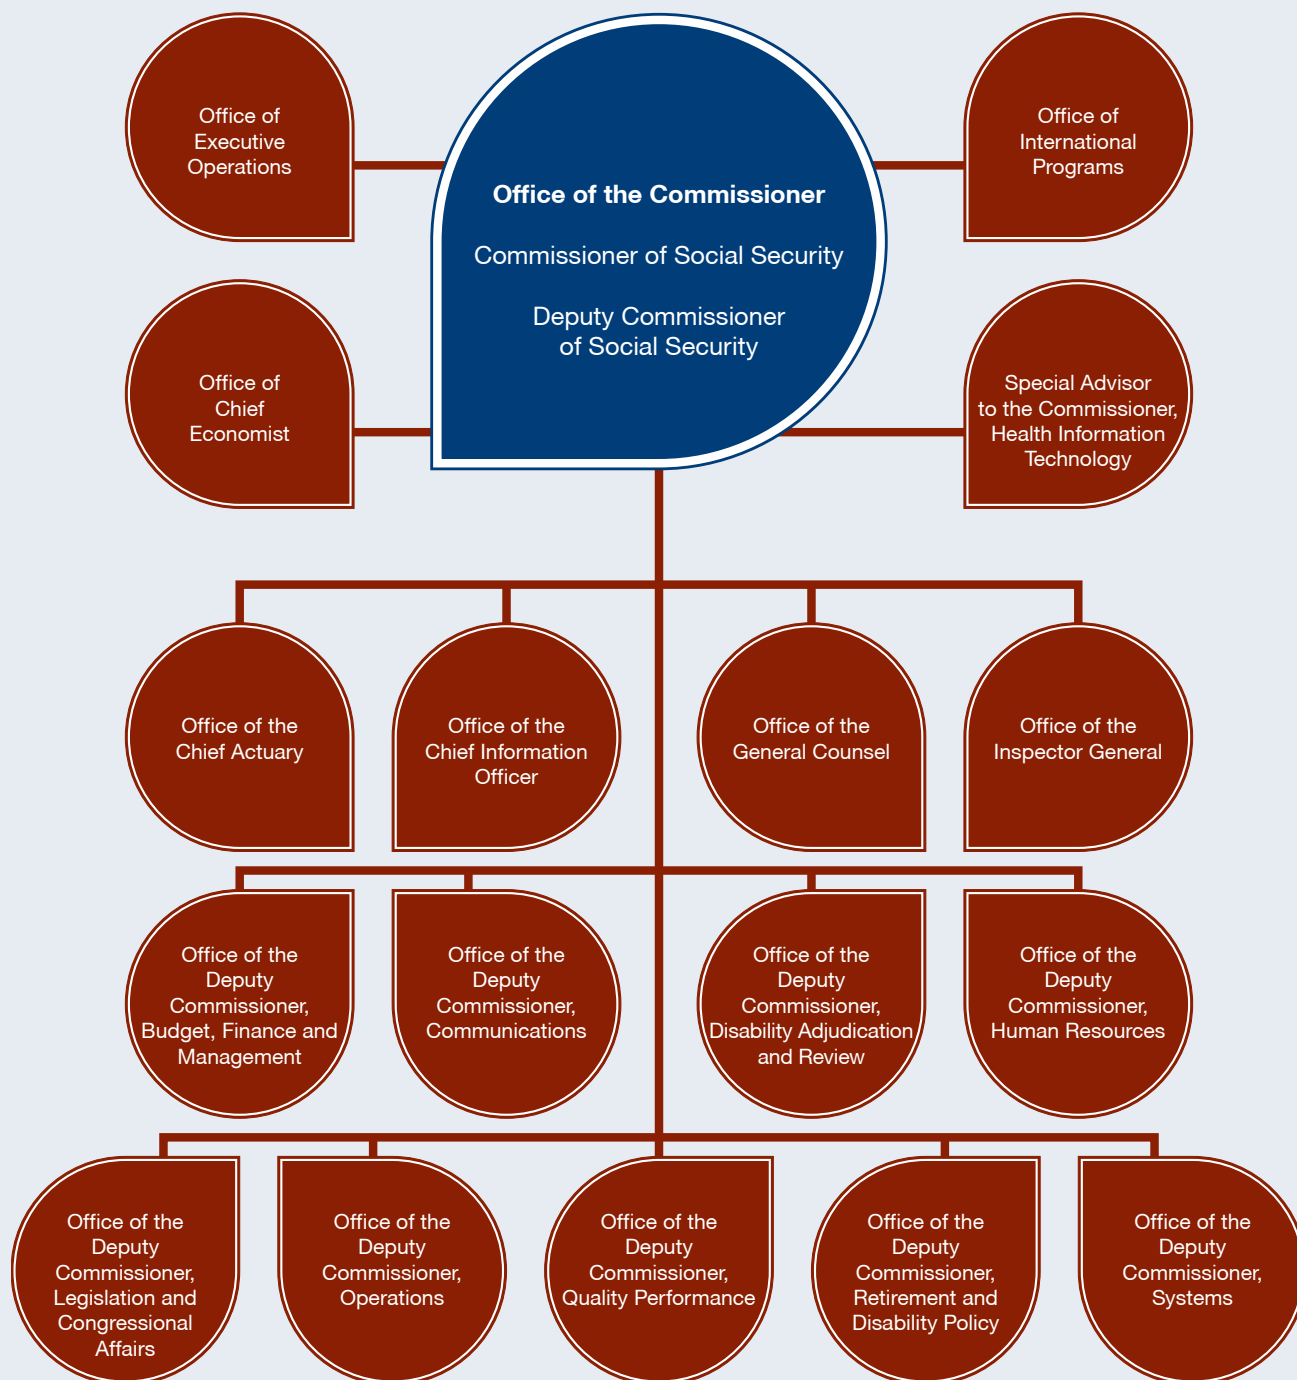 Office of
Executive
Operations
Office of the Commissioner
Commissioner of Social Security
Deputy Commissioner
of Social Security
Office of
International
Programs
Office of
Chief
Economist
Special Advisor
to the Commissioner,
Health Information
Technology
Office of the
Chief Actuary
Office of the
Chief Information
Officer
Office of the
General Counsel
Office of the
Inspector General
Office of the
Deputy
Commissioner,
Budget, Finance and
Management
Office of the
Deputy
Commissioner,
Communications
Office of the
Deputy
Commissioner,
Disability Adjudication
and Review
Office of the
Deputy
Commissioner,
Human Resources
Office of the
Deputy
Commissioner,
Legislation and
Congressional
Affairs
Office of the
Deputy
Commissioner,
Operations
Office of the
Deputy
Commissioner,
Quality Performance
Office of the
Deputy
Commissioner,
Retirement and
Disability Policy
Office of the
Deputy
Commissioner,
Systems